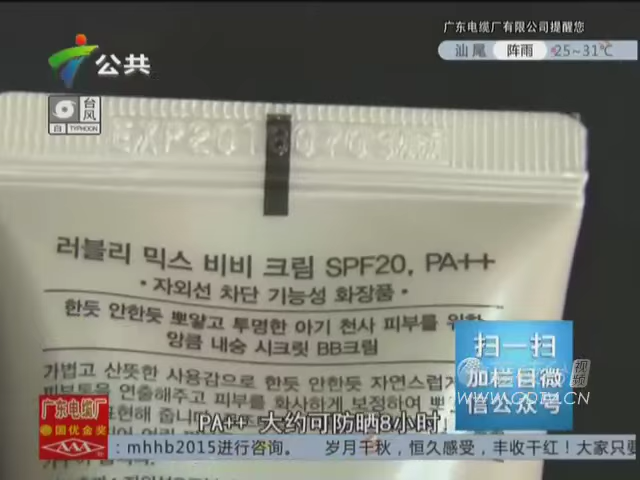 广东电缆厂有限公司提醒您
公共
汕尾 阵雨 25~31℃
台风
白 TYPHOON
러블리 믹스 비비 크림 SPF20, PA++
· 자외선 차단 기능성 화장품 ·
한듯 안한듯 뽀얗고 투명한 아기 천사 피부를 위한
앙큼 내숭 시크릿 BB크림
가볍고 산뜻한 사용감으로 한듯 안한듯 자연스럽게
피부톤을 연출해주고 피부를 화사하게 보정하여
扫一扫
加栏目微
信公众号
PA++ 大约可防晒8小时
广东电缆厂
国优金奖
AAA
：mhhb2015进行咨询。 岁月千秋，恒久感受，丰收干红！大家只要